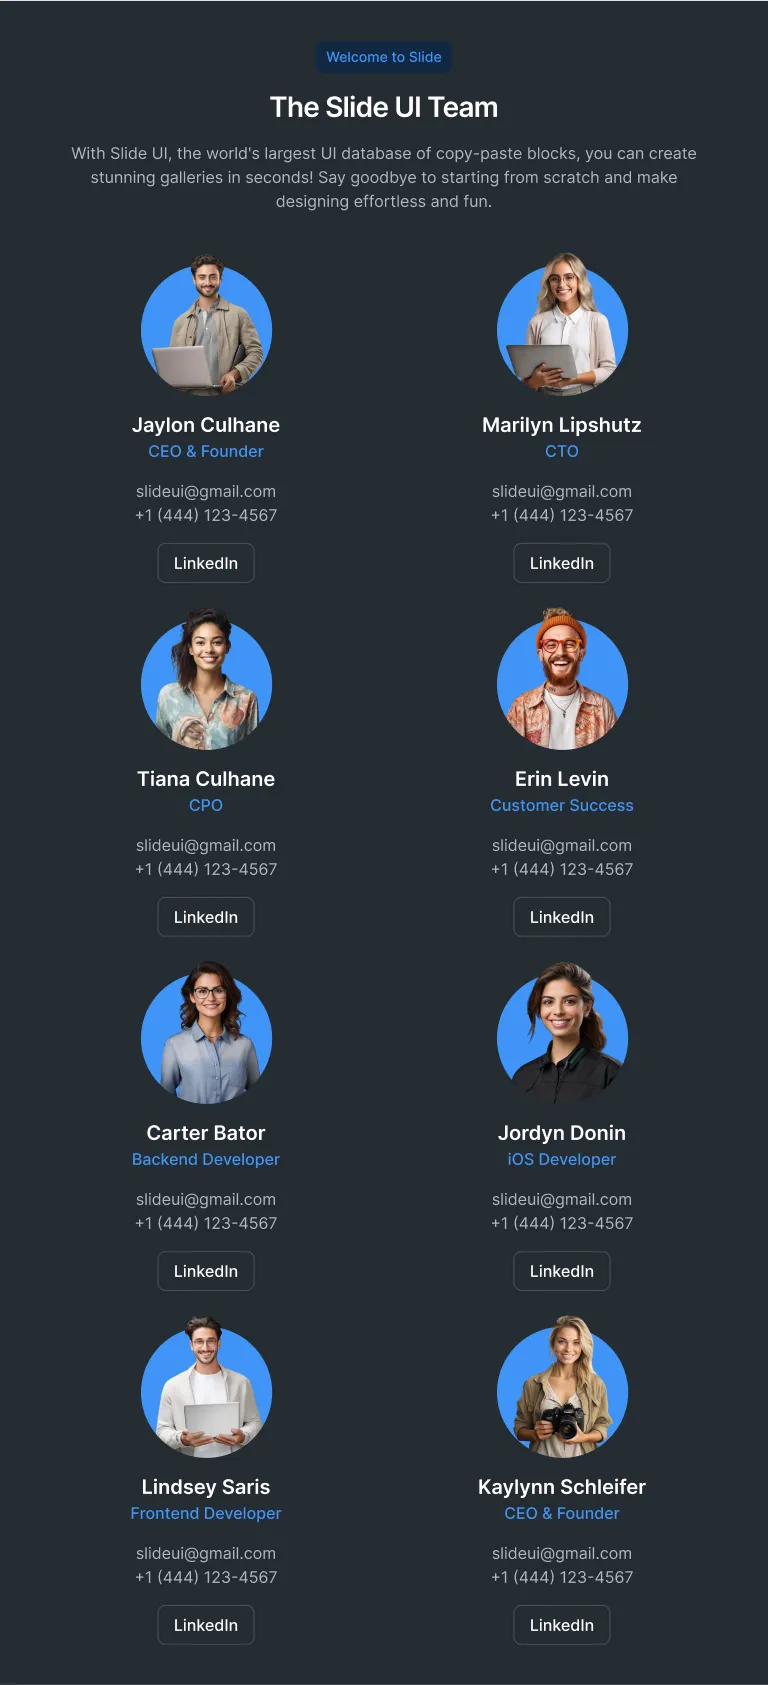 Welcome to Slide
The Slide UI Team
With Slide UI, the world's largest UI database of copy-paste blocks, you can create
stunning galleries in seconds! Say goodbye to starting from scratch and make
designing effortless and fun.
Jaylon Culhane
CEO & Founder
slideui@gmail.com
+1 (444) 123-4567
LinkedIn
Marilyn Lipshutz
CTO
slideui@gmail.com
+1 (444) 123-4567
LinkedIn
Tiana Culhane
CPO
slideui@gmail.com
+1 (444) 123-4567
LinkedIn
Erin Levin
Customer Success
slideui@gmail.com
+1 (444) 123-4567
LinkedIn
Carter Bator
Backend Developer
slideui@gmail.com
+1 (444) 123-4567
LinkedIn
Jordyn Donin
iOS Developer
slideui@gmail.com
+1 (444) 123-4567
LinkedIn
Lindsey Saris
Frontend Developer
slideui@gmail.com
+1 (444) 123-4567
LinkedIn
Kaylynn Schleifer
CEO & Founder
slideui@gmail.com
+1 (444) 123-4567
LinkedIn